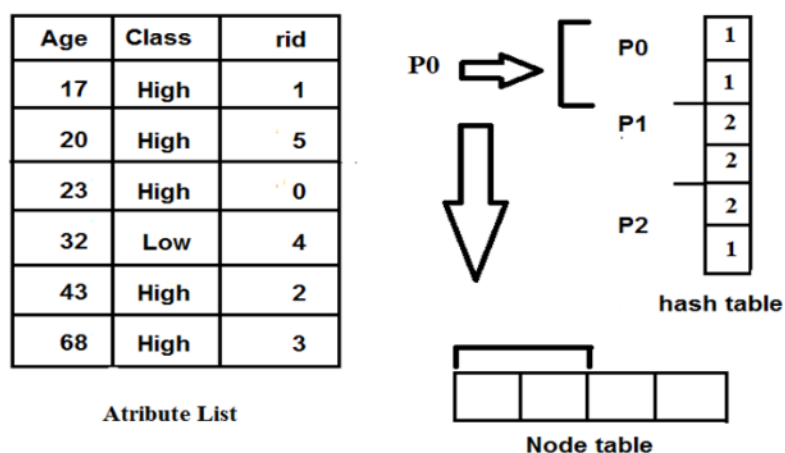 Age Class rid
17 High 1
20 High 5
23 High 0
32 Low 4
43 High 2
68 High 3
Atribute List
P0
P0
P1
P2
1
1
2
2
2
1
hash table
Node table